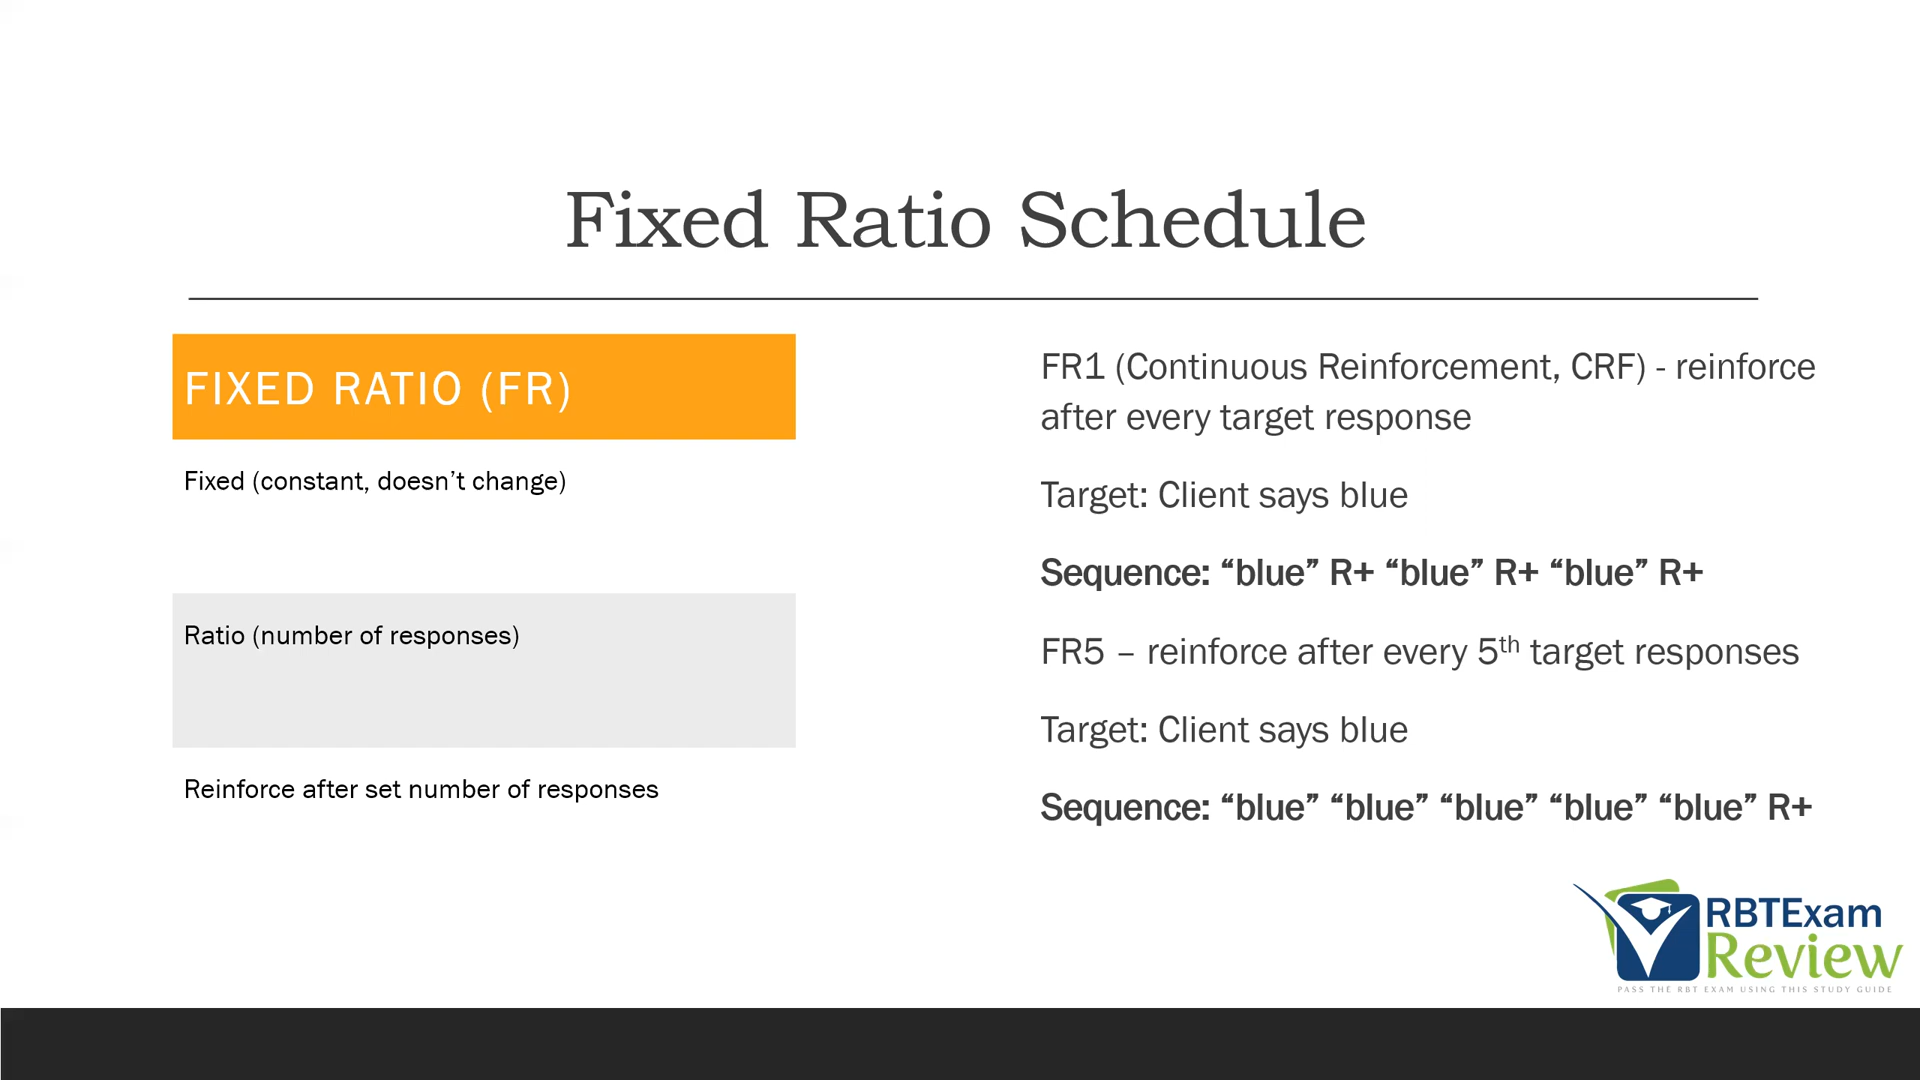 Fixed Ratio Schedule
FIXED RATIO (FR)
Fixed (constant, doesn’t change)
Ratio (number of responses)
Reinforce after set number of responses
FR1 (Continuous Reinforcement, CRF) - reinforce
after every target response
Target: Client says blue
Sequence: “blue” R+ “blue” R+ “blue” R+
FR5 – reinforce after every 5th target responses
Target: Client says blue
Sequence: “blue” “blue” “blue” “blue” “blue” R+
RBTExam
Review
PASS THE RBT EXAM USING THIS STUDY GUIDE